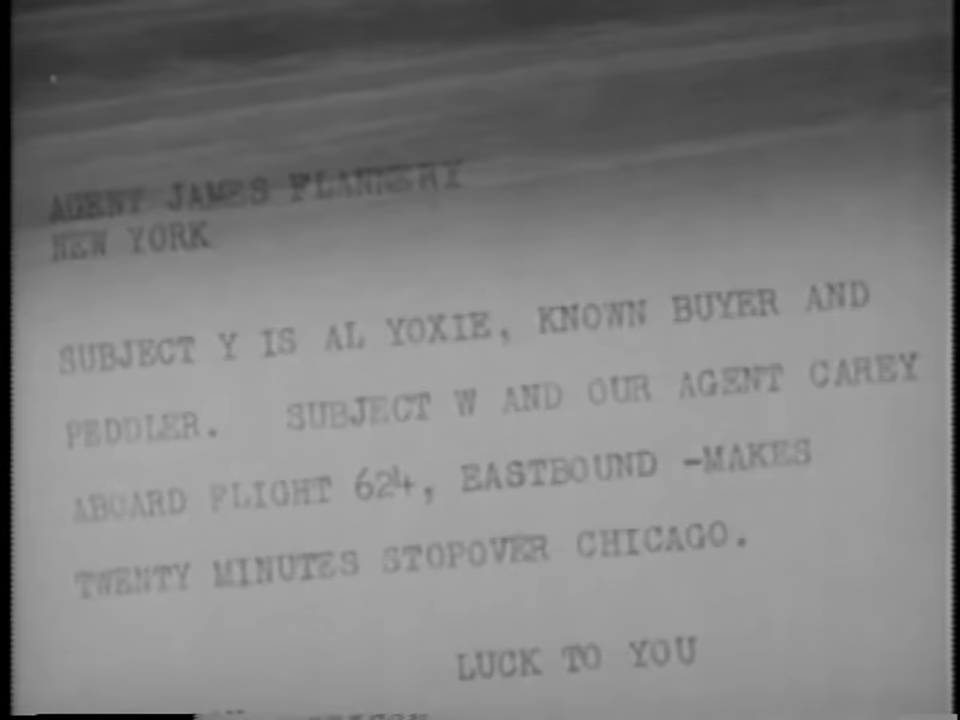 AGENT JAMES FLANNERY
NEW YORK
SUBJECT Y IS AL YOXIE, KNOWN BUYER AND
PEDDLER. SUBJECT W AND OUR AGENT CAREY
ABOARD FLIGHT 624, EASTBOUND -MAKES
TWENTY MINUTES STOPOVER CHICAGO.
LUCK TO YOU